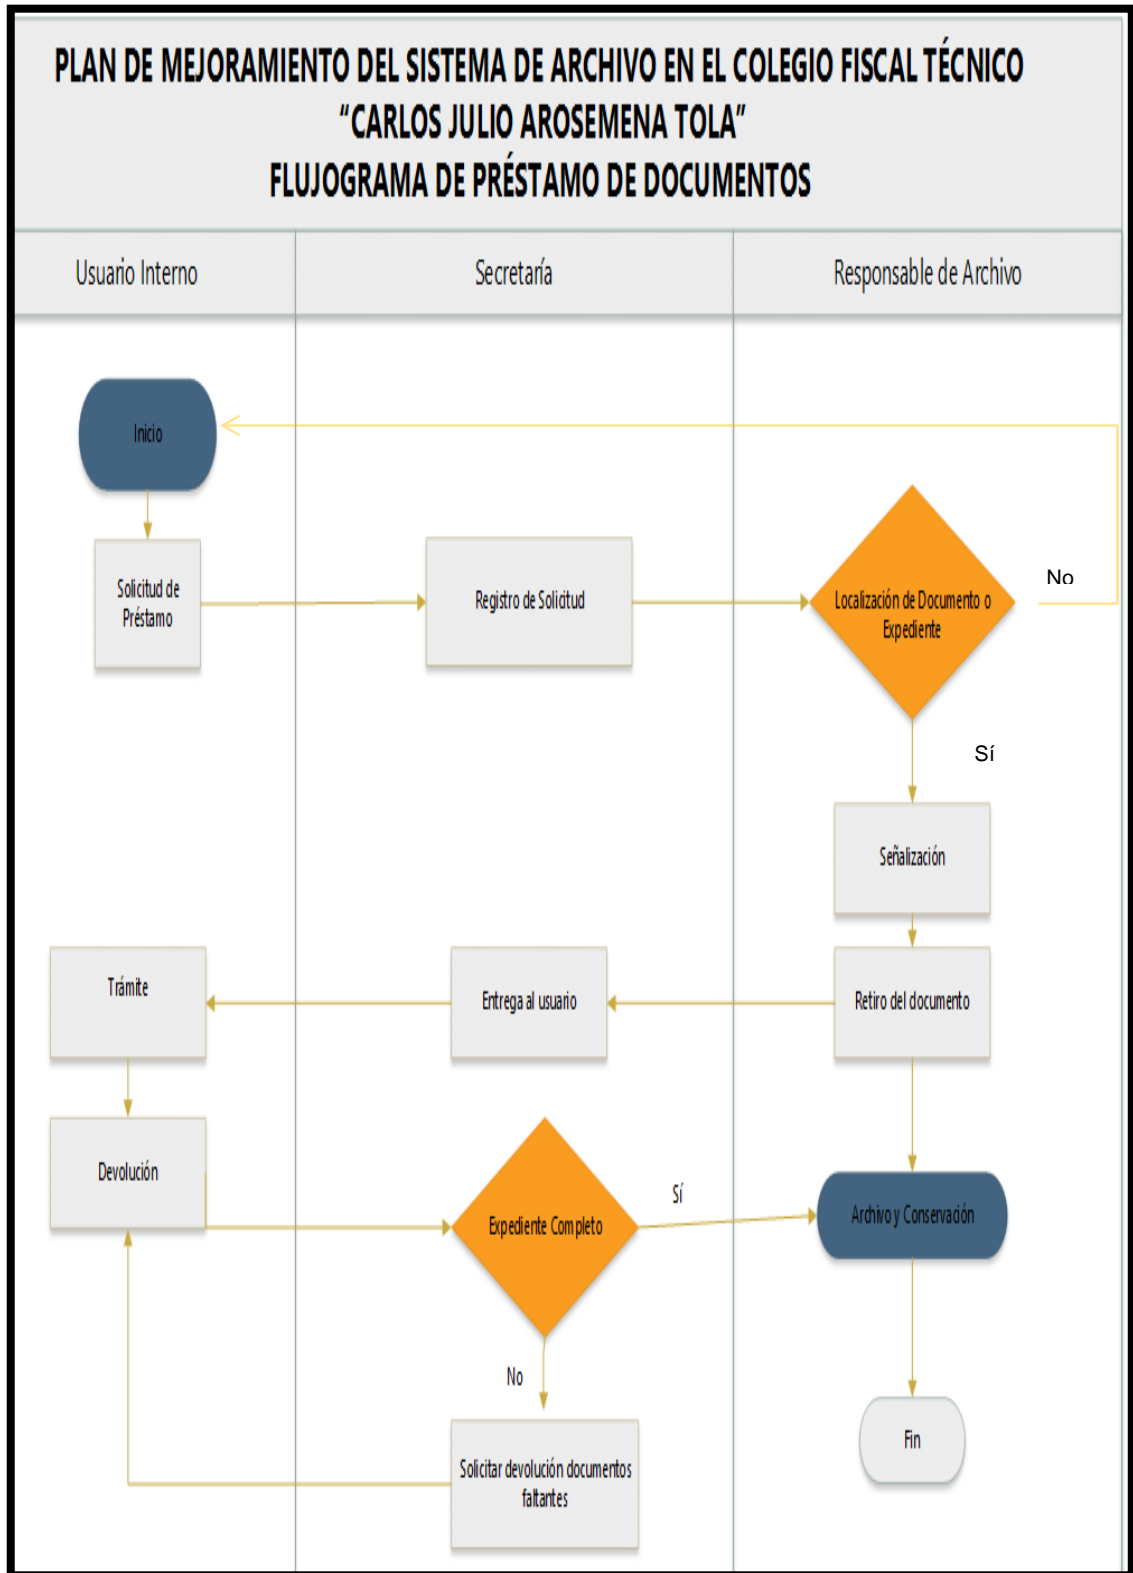 PLAN DE MEJORAMIENTO DEL SISTEMA DE ARCHIVO EN EL COLEGIO FISCAL TÉCNICO
“CARLOS JULIO AROSEMENA TOLA”
FLUJOGRAMA DE PRÉSTAMO DE DOCUMENTOS
Usuario Interno
Secretaría
Responsable de Archivo
Inicio
Solicitud de
Préstamo
Registro de Solicitud
Localización de Documento o
Expediente
No
Sí
Señalización
Trámite
Entrega al usuario
Retiro del documento
Devolución
Expediente Completo
Sí
Archivo y Conservación
No
Solicitar devolución documentos
faltantes
Fin